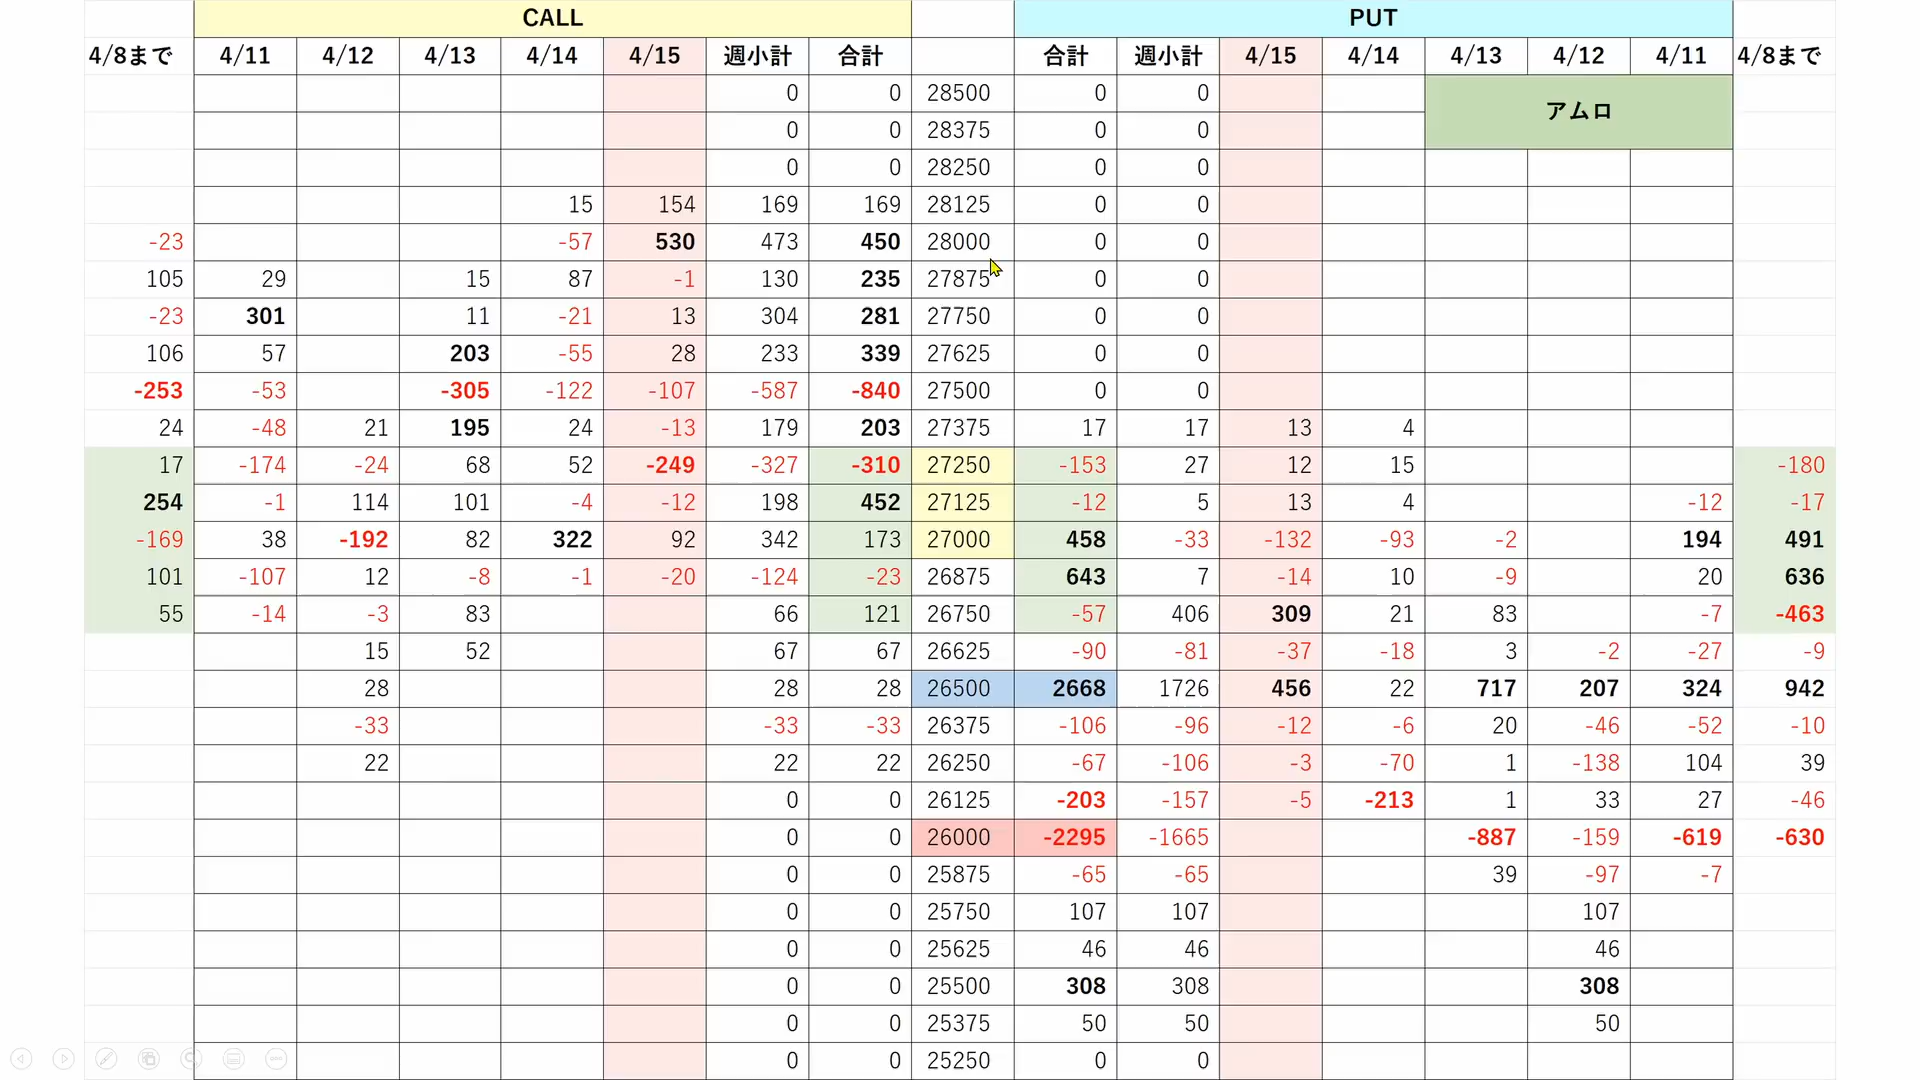 CALL PUT
4/8まで 4/11 4/12 4/13 4/14 4/15 週小計 合計 合計 週小計 4/15 4/14 4/13 4/12 4/11 4/8まで
0 0 28500 0 0 アムロ
0 0 28375 0 0
0 0 28250 0 0
15 154 169 169 28125 0 0
-23 -57 530 473 450 28000 0 0
105 29 15 87 -1 130 235 27875 0 0
-23 301 11 -21 13 304 281 27750 0 0
106 57 203 -55 28 233 339 27625 0 0
-253 -53 -305 -122 -107 -587 -840 27500 0 0
24 -48 21 195 24 -13 179 203 27375 17 17 13 4
17 -174 -24 68 52 -249 -327 -310 27250 -153 27 12 15 -180
254 -1 114 101 -4 -12 198 452 27125 -12 5 13 4 -12 -17
-169 38 -192 82 322 92 342 173 27000 458 -33 -132 -93 -2 194 491
101 -107 12 -8 -1 -20 -124 -23 26875 643 7 -14 10 -9 20 636
55 -14 -3 83 66 121 26750 -57 406 309 21 83 -7 -463
15 52 67 67 26625 -90 -81 -37 -18 3 -2 -27 -9
28 28 28 26500 2668 1726 456 22 717 207 324 942
-33 -33 -33 26375 -106 -96 -12 -6 20 -46 -52 -10
22 22 22 26250 -67 -106 -3 -70 1 -138 104 39
0 0 26125 -203 -157 -5 -213 1 33 27 -46
0 0 26000 -2295 -1665 -887 -159 -619 -630
0 0 25875 -65 -65 39 -97 -7
0 0 25750 107 107 107
0 0 25625 46 46 46
0 0 25500 308 308 308
0 0 25375 50 50 50
0 0 25250 0 0